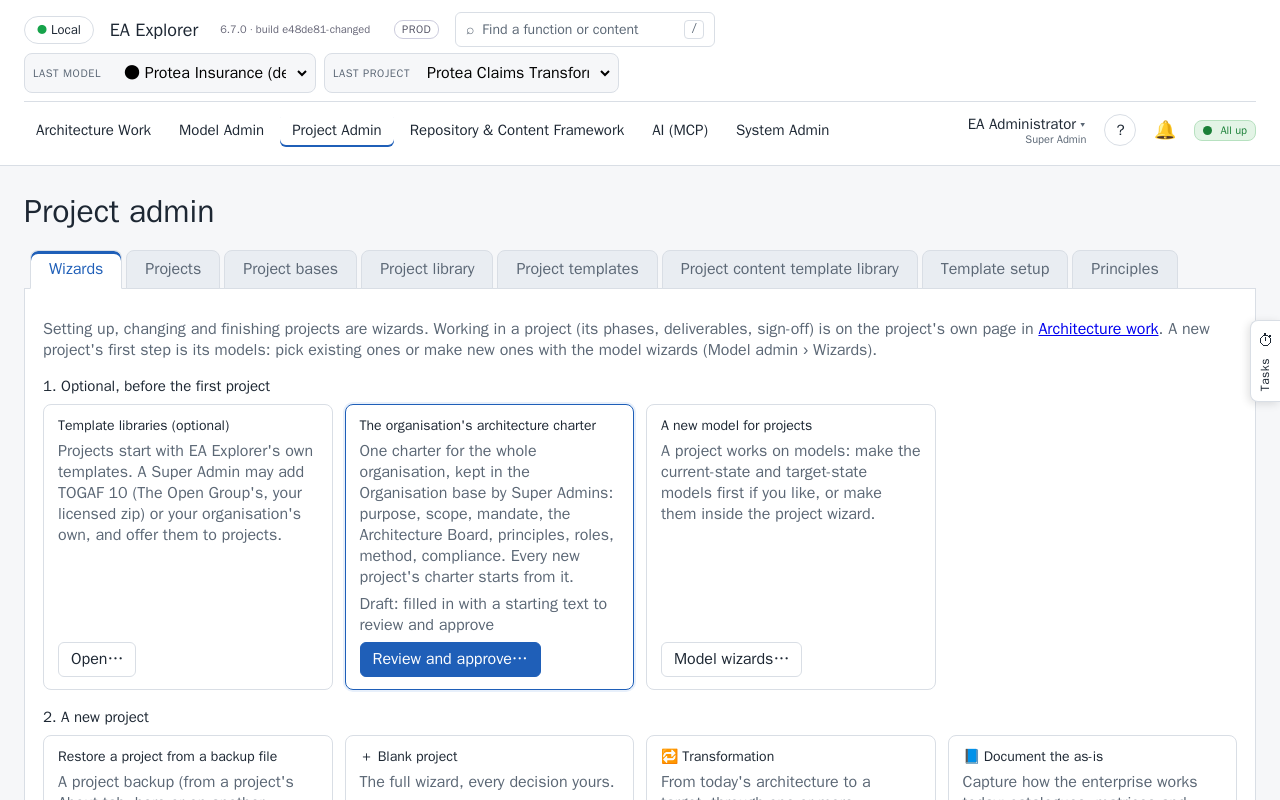 Local
EA Explorer
6.7.0 · build e48de81-changed
PROD
Find a function or content
/
LAST MODEL
Protea Insurance (de
LAST PROJECT
Protea Claims Transfor
Architecture Work
Model Admin
Project Admin
Repository & Content Framework
AI (MCP)
System Admin
EA Administrator
Super Admin
?
All up
Project admin
Wizards
Projects
Project bases
Project library
Project templates
Project content template library
Template setup
Principles
Setting up, changing and finishing projects are wizards. Working in a project (its phases, deliverables, sign-off) is on the project's own page in Architecture work. A new
project's first step is its models: pick existing ones or make new ones with the model wizards (Model admin › Wizards).
Tasks
1. Optional, before the first project
Template libraries (optional)
Projects start with EA Explorer's own
templates. A Super Admin may add
TOGAF 10 (The Open Group's, your
licensed zip) or your organisation's
own, and offer them to projects.
Open…
The organisation's architecture charter
One charter for the whole
organisation, kept in the
Organisation base by Super Admins:
purpose, scope, mandate, the
Architecture Board, principles, roles,
method, compliance. Every new
project's charter starts from it.
Draft: filled in with a starting text to
review and approve
Review and approve…
A new model for projects
A project works on models: make the
current-state and target-state
models first if you like, or make
them inside the project wizard.
Model wizards…
2. A new project
Restore a project from a backup file
A project backup (from a project's
+ Blank project
The full wizard, every decision yours.
Transformation
From today's architecture to a
Document the as-is
Capture how the enterprise works